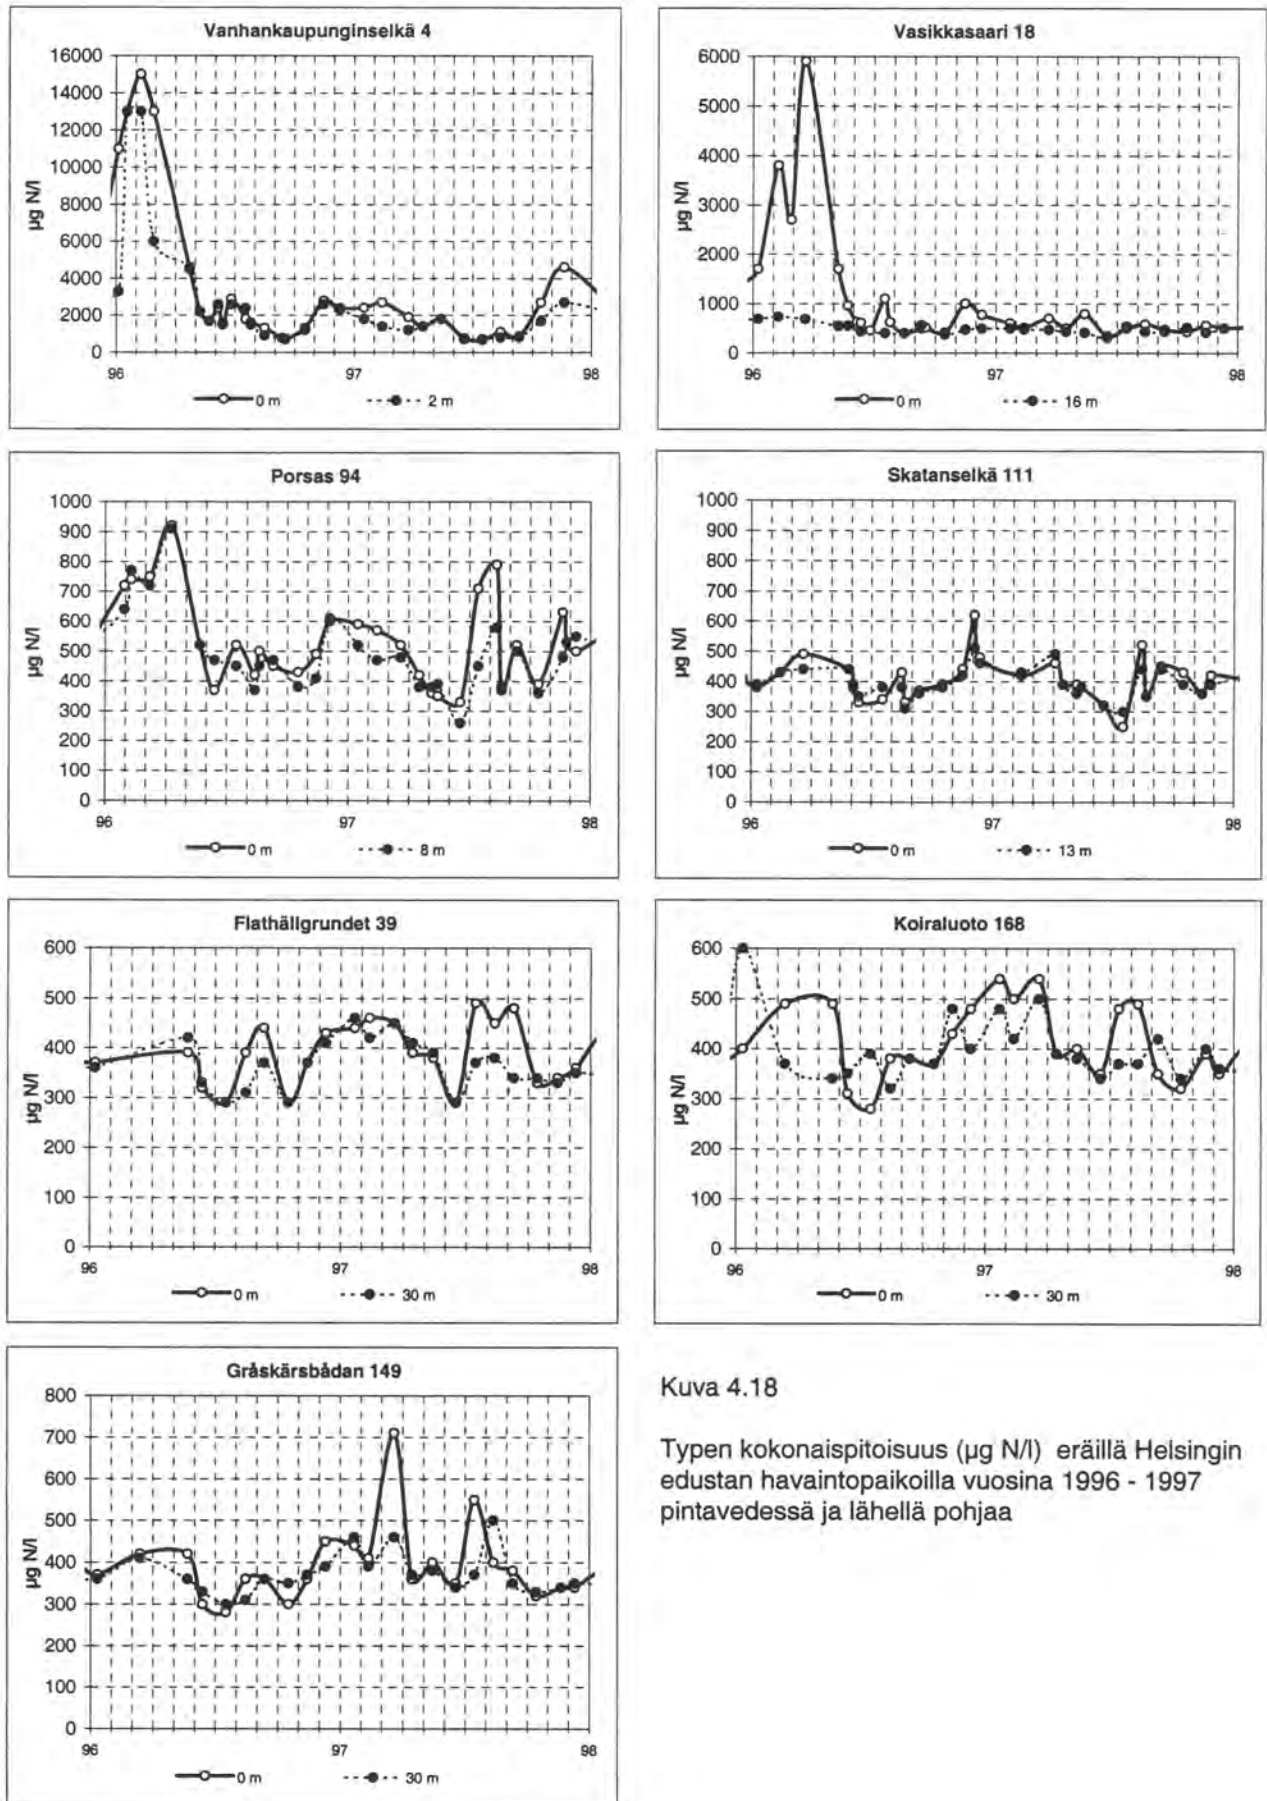 Vanhankaupunginselkä 4
16000
14000
12000
10000
8000
6000
4000
2000
0
µg N/l
96 97 98
0 m 2 m
Vasikkasaari 18
6000
5000
4000
3000
2000
1000
0
µg N/l
96 97 98
0 m 16 m
Porsas 94
1000
900
800
700
600
500
400
300
200
100
0
µg N/l
96 97 98
0 m 8 m
Skatanselkä 111
1000
900
800
700
600
500
400
300
200
100
0
µg N/l
96 97 98
0 m 13 m
Flathällgrundet 39
600
500
400
300
200
100
0
µg N/l
96 97 98
0 m 30 m
Koiraluoto 168
600
500
400
300
200
100
0
µg N/l
96 97 98
0 m 30 m
Gråskärsbådan 149
800
700
600
500
400
300
200
100
0
µg N/l
96 97 98
0 m 30 m
Kuva 4.18
Typen kokonaispitoisuus (µg N/l) eräillä Helsingin
edustan havaintopaikoilla vuosina 1996 - 1997
pintavedessä ja lähellä pohjaa